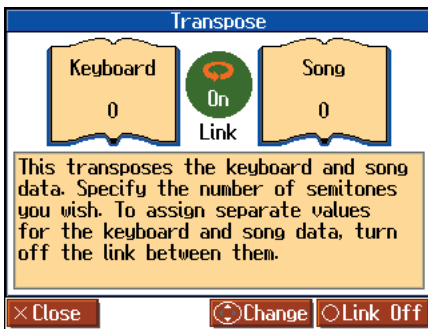 Transpose
Keyboard
0
On
Link
Song
0
This transposes the keyboard and song
data. Specify the number of semitones
you wish. To assign separate values
for the keyboard and song data, turn
off the link between them.
×Close
Change
○Link Off